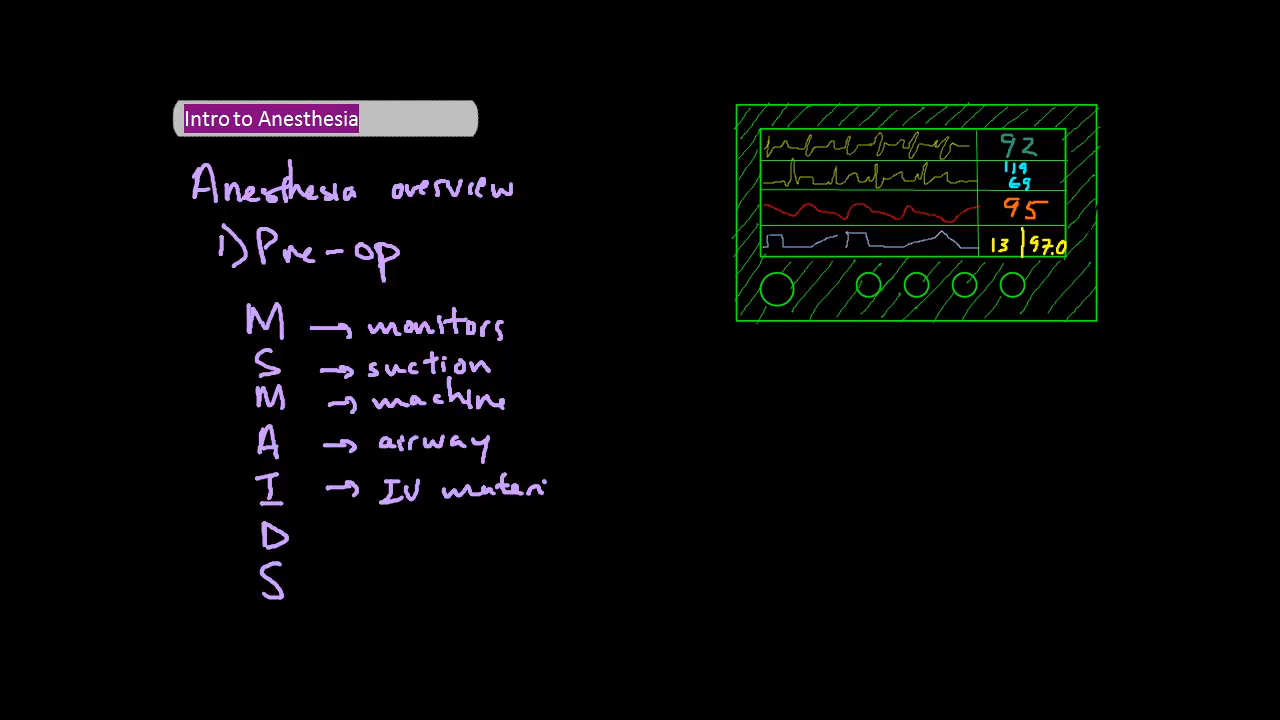 Intro to Anesthesia
Anesthesia overview
1) Pre-op
M → monitors
S → suction
M → machine
A → airway
I → IV materi
D
S
92
119
69
95
13 | 97.0